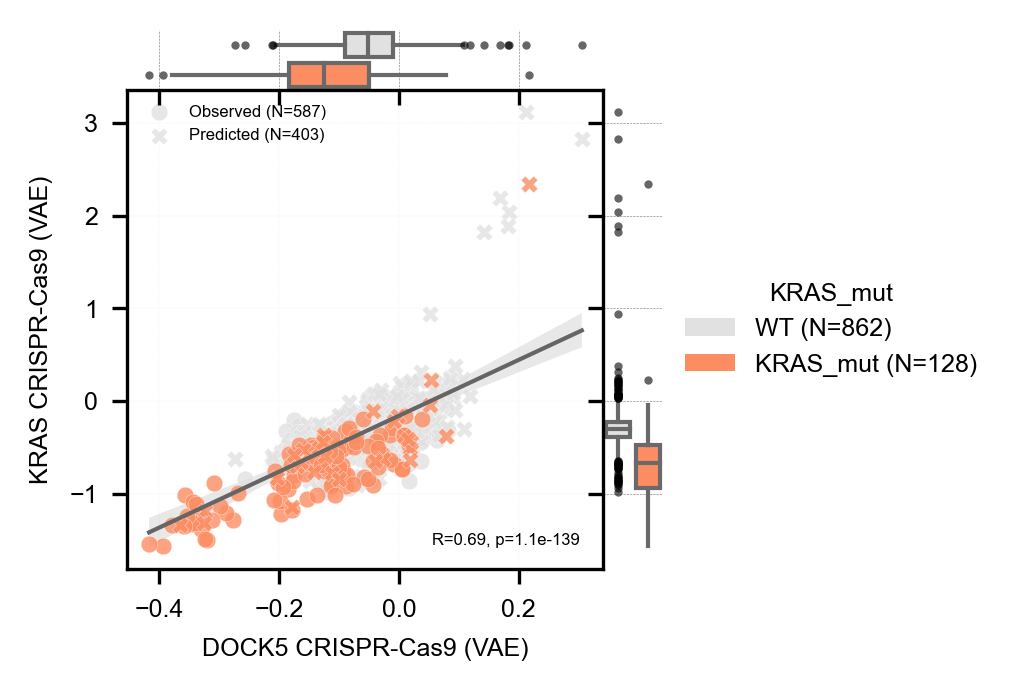 Observed (N=587)
Predicted (N=403)
3
2
1
0
−1
KRAS CRISPR-Cas9 (VAE)
R=0.69, p=1.1e-139
−0.4
−0.2
0.0
0.2
DOCK5 CRISPR-Cas9 (VAE)
KRAS_mut
WT (N=862)
KRAS_mut (N=128)